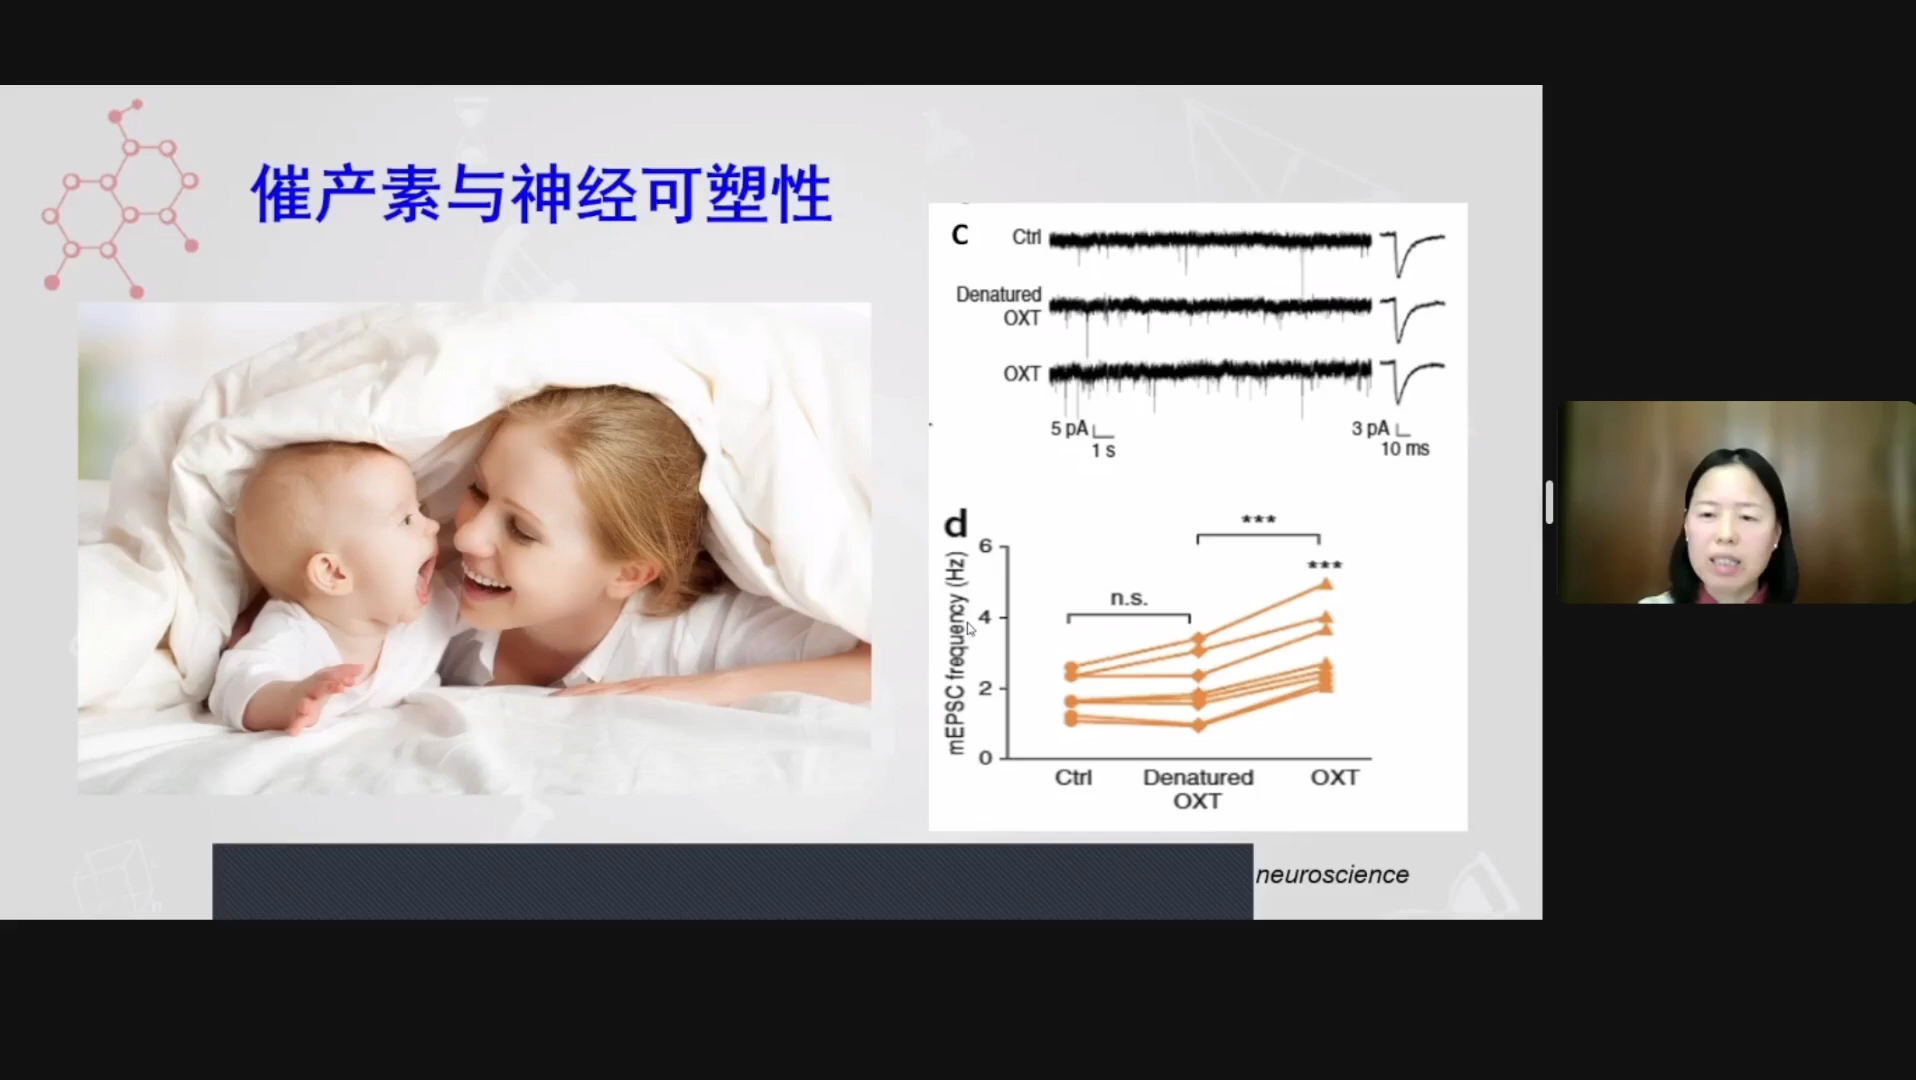 催产素与神经可塑性
c
Ctrl
Denatured
OXT
OXT
5 pA
1 s
3 pA
10 ms
d
***
***
n.s.
mEPSC frequency (Hz)
6
4
2
0
Ctrl
Denatured
OXT
OXT
neuroscience